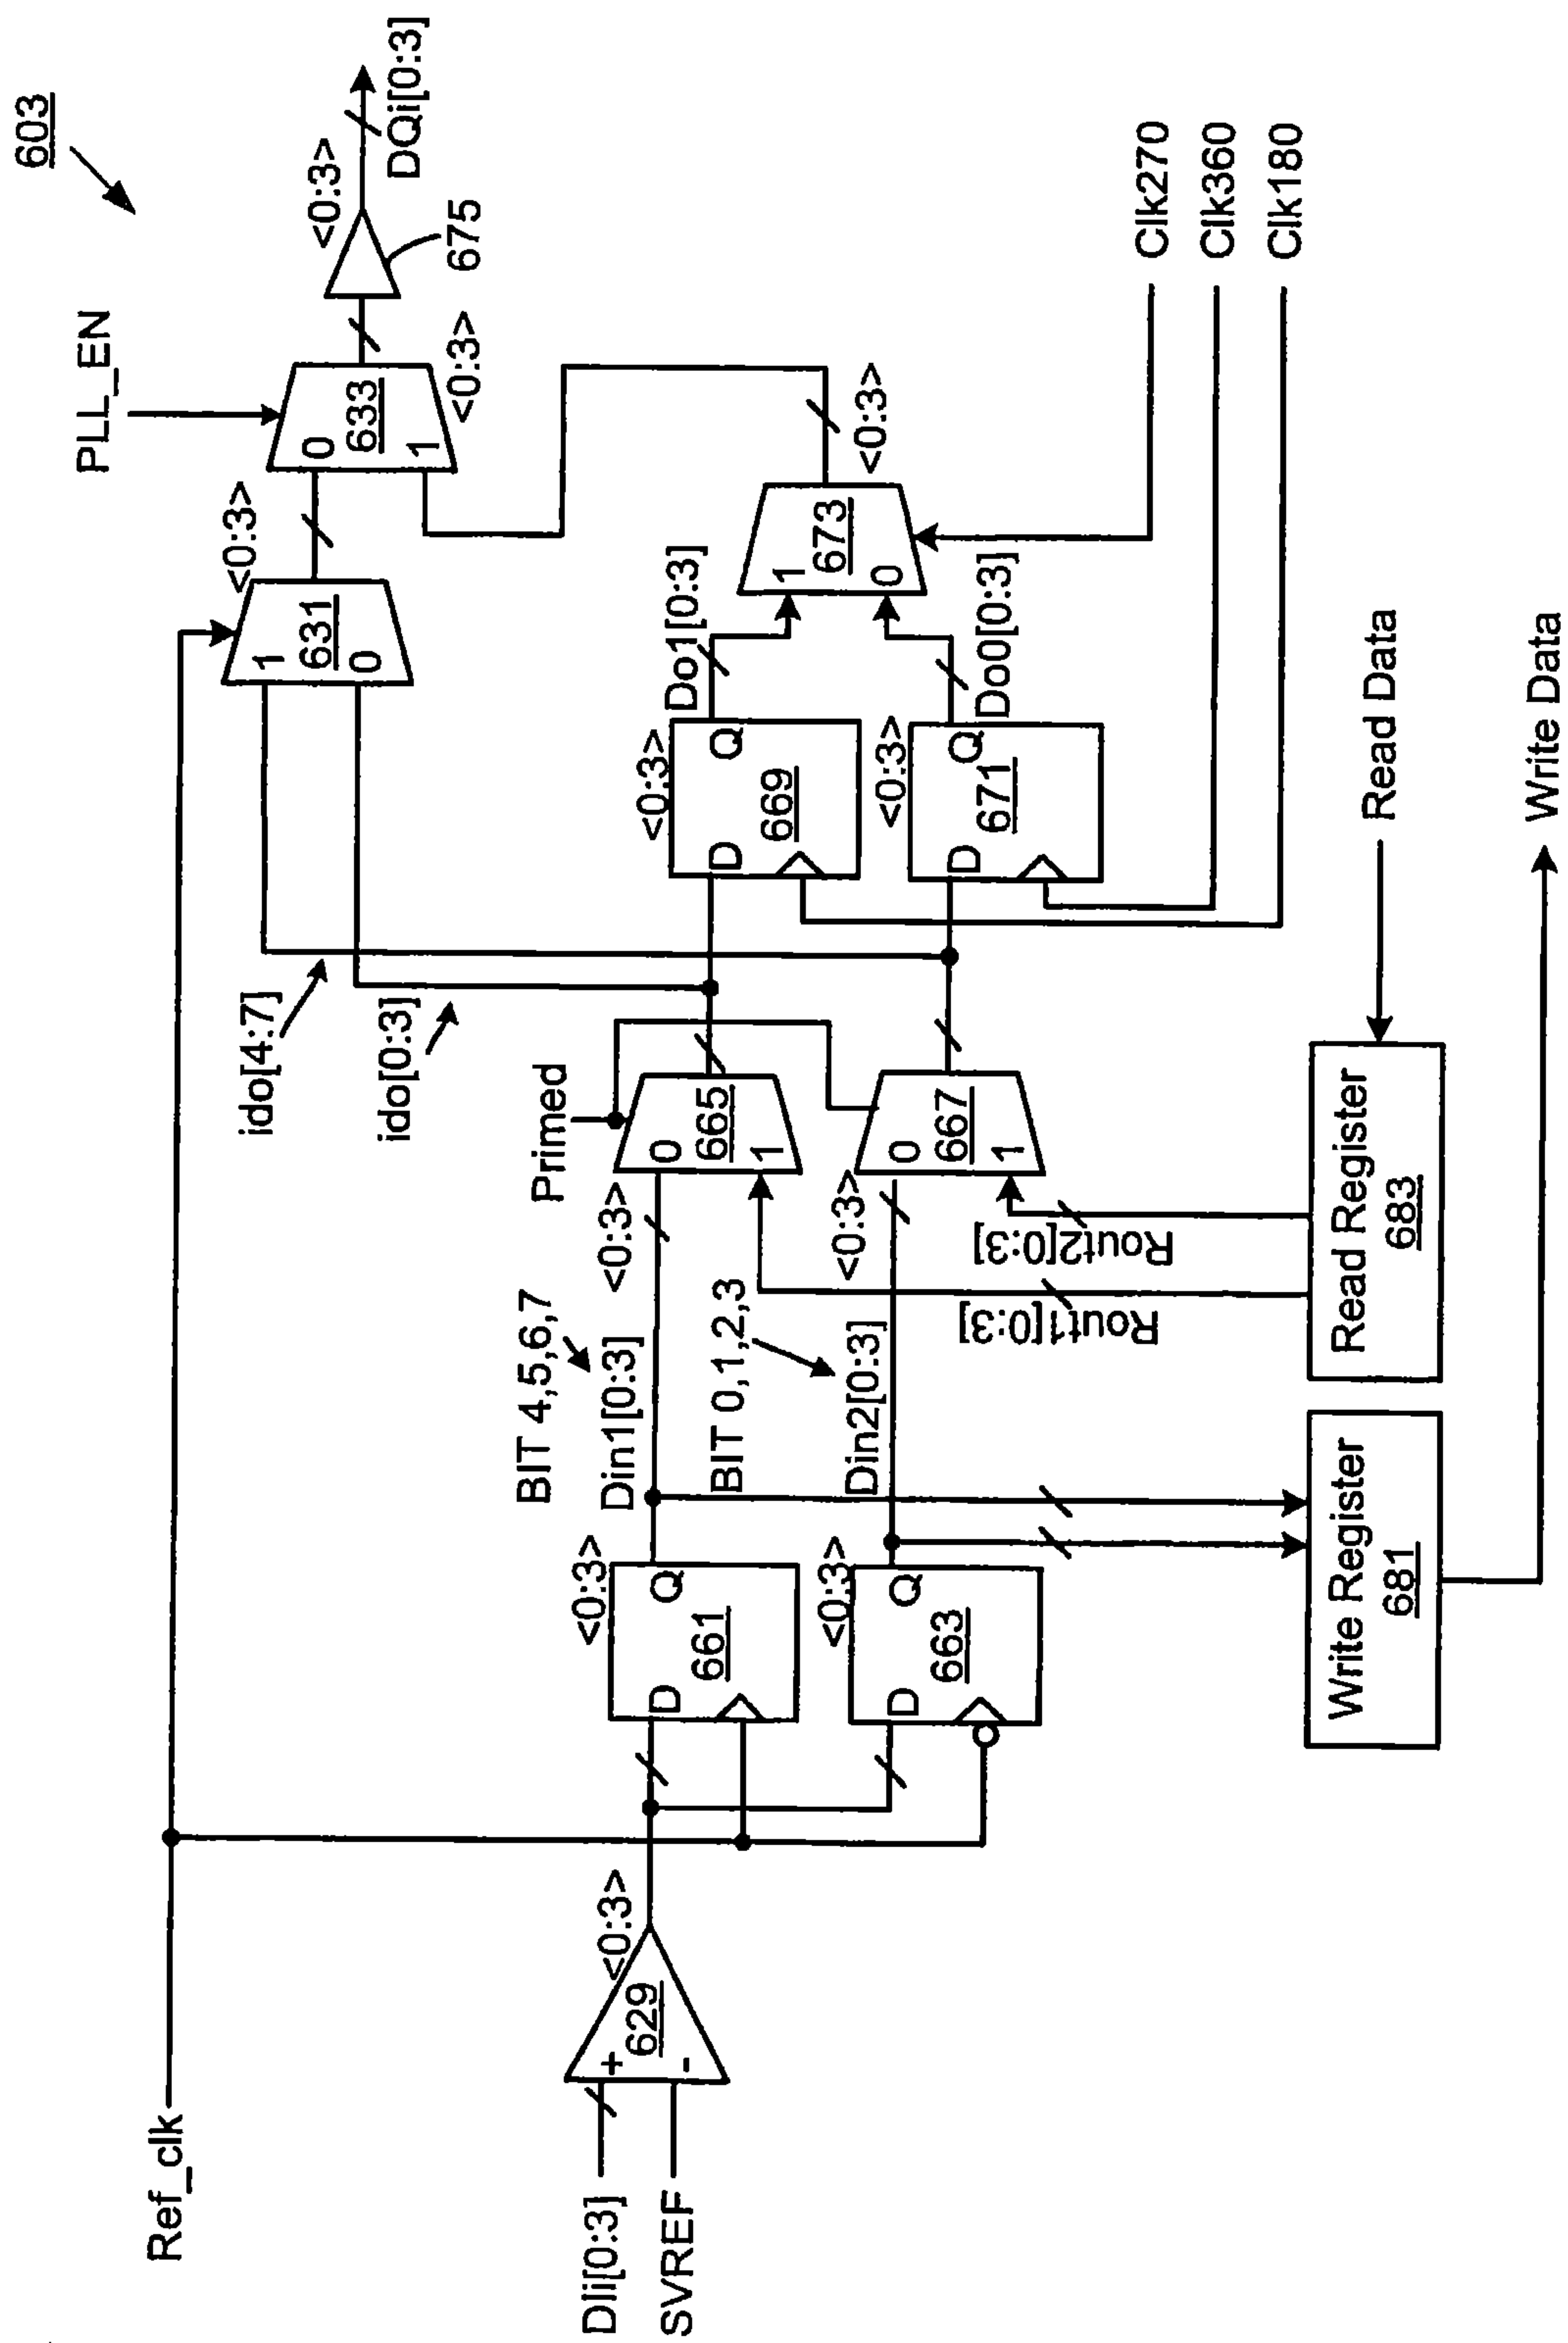 603
Ref_clk
PLL_EN
<0:3>
1
631
0
<0:3>
0
633
1
<0:3>
675
DQi[0:3]
<0:3>
ido[4:7]
ido[0:3]
DIi[0:3]
SVREF
+
629
-
<0:3>
<0:3>
D
Q
661
BIT 4,5,6,7
Din1[0:3]
<0:3>
Primed
0
665
1
<0:3>
D
Q
669
Do1[0:3]
1
673
0
<0:3>
<0:3>
D
Q
663
BIT 0,1,2,3
Din2[0:3]
<0:3>
0
667
1
<0:3>
D
Q
671
Do0[0:3]
Rout1[0:3]
Rout2[0:3]
Clk270
Clk360
Clk180
Write Register
681
Read Register
683
Read Data
Write Data